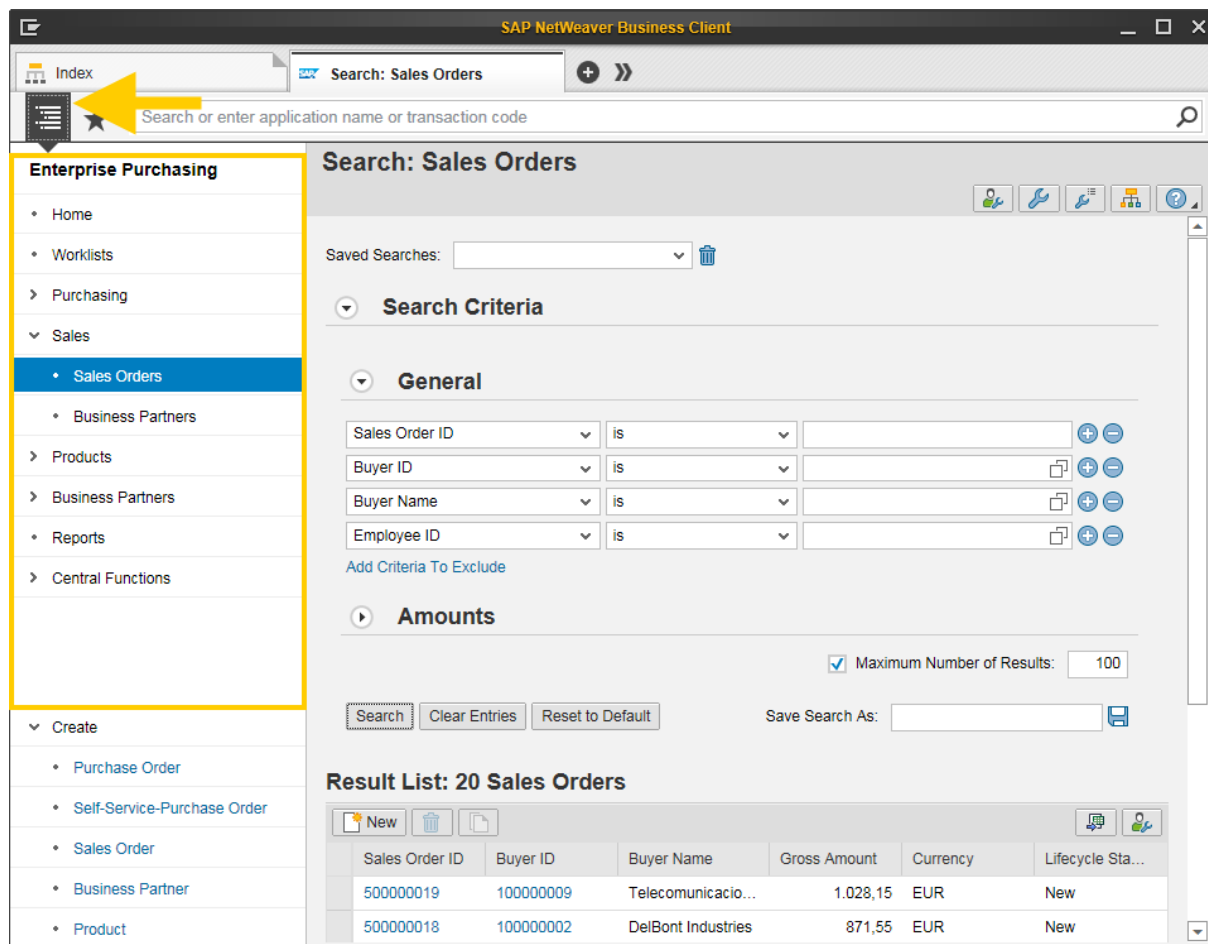 SAP NetWeaver Business Client
Index
SAP Search: Sales Orders
Search or enter application name or transaction code
Enterprise Purchasing
Home
Worklists
Purchasing
Sales
Sales Orders
Business Partners
Products
Business Partners
Reports
Central Functions
Create
Purchase Order
Self-Service-Purchase Order
Sales Order
Business Partner
Product
Search: Sales Orders
Saved Searches:
Search Criteria
General
Sales Order ID is
Buyer ID is
Buyer Name is
Employee ID is
Add Criteria To Exclude
Amounts
Maximum Number of Results: 100
Search Clear Entries Reset to Default Save Search As:
Result List: 20 Sales Orders
New
Sales Order ID Buyer ID Buyer Name Gross Amount Currency Lifecycle Sta...
500000019 100000009 Telecomunicacio... 1.028,15 EUR New
500000018 100000002 DelBont Industries 871,55 EUR New